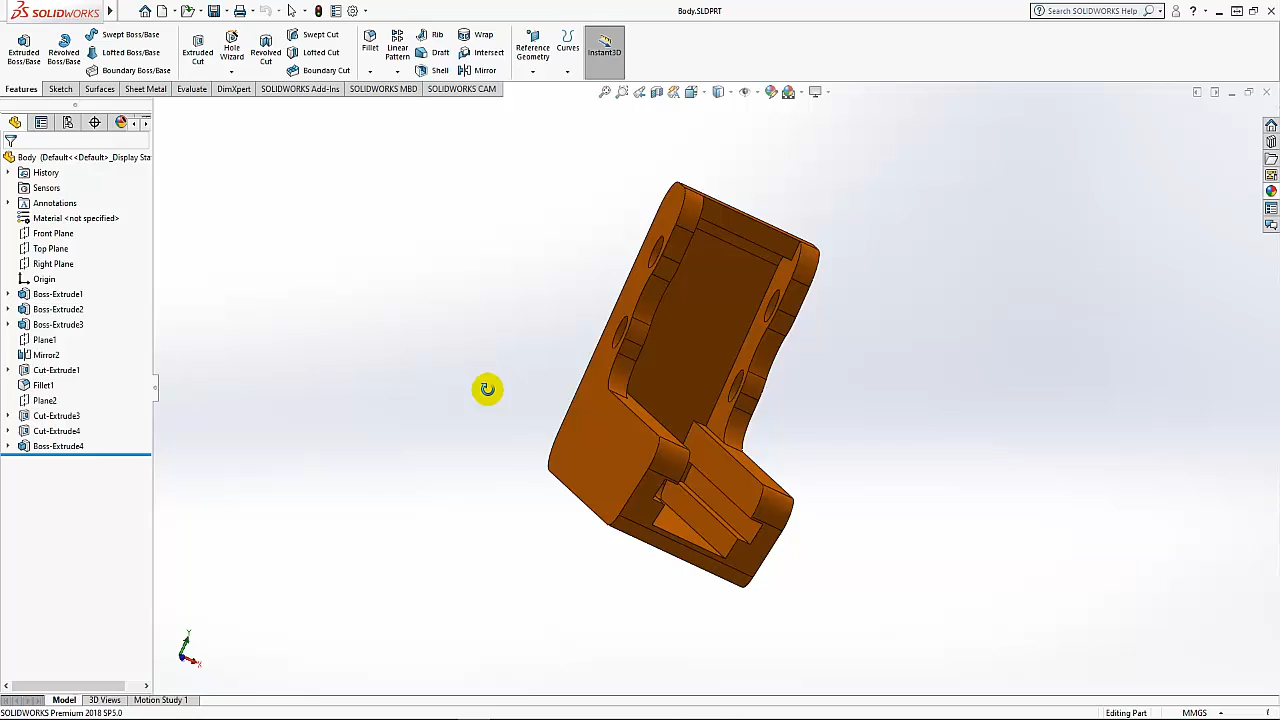 SOLIDWORKS
Body.SLDPRT
Search SOLIDWORKS Help
Extruded Boss/Base
Revolved Boss/Base
Swept Boss/Base
Lofted Boss/Base
Boundary Boss/Base
Extruded Cut
Hole Wizard
Revolved Cut
Swept Cut
Lofted Cut
Boundary Cut
Fillet
Linear Pattern
Rib
Draft
Shell
Wrap
Intersect
Mirror
Reference Geometry
Curves
Instant3D
Features
Sketch
Surfaces
Sheet Metal
Evaluate
DimXpert
SOLIDWORKS Add-Ins
SOLIDWORKS MBD
SOLIDWORKS CAM
Body (Default<<Default>_Display Sta
History
Sensors
Annotations
Material <not specified>
Front Plane
Top Plane
Right Plane
Origin
Boss-Extrude1
Boss-Extrude2
Boss-Extrude3
Plane1
Mirror2
Cut-Extrude1
Fillet1
Plane2
Cut-Extrude3
Cut-Extrude4
Boss-Extrude4
Y
X
Model
3D Views
Motion Study 1
SOLIDWORKS Premium 2018 SP5.0
Editing Part
MMGS